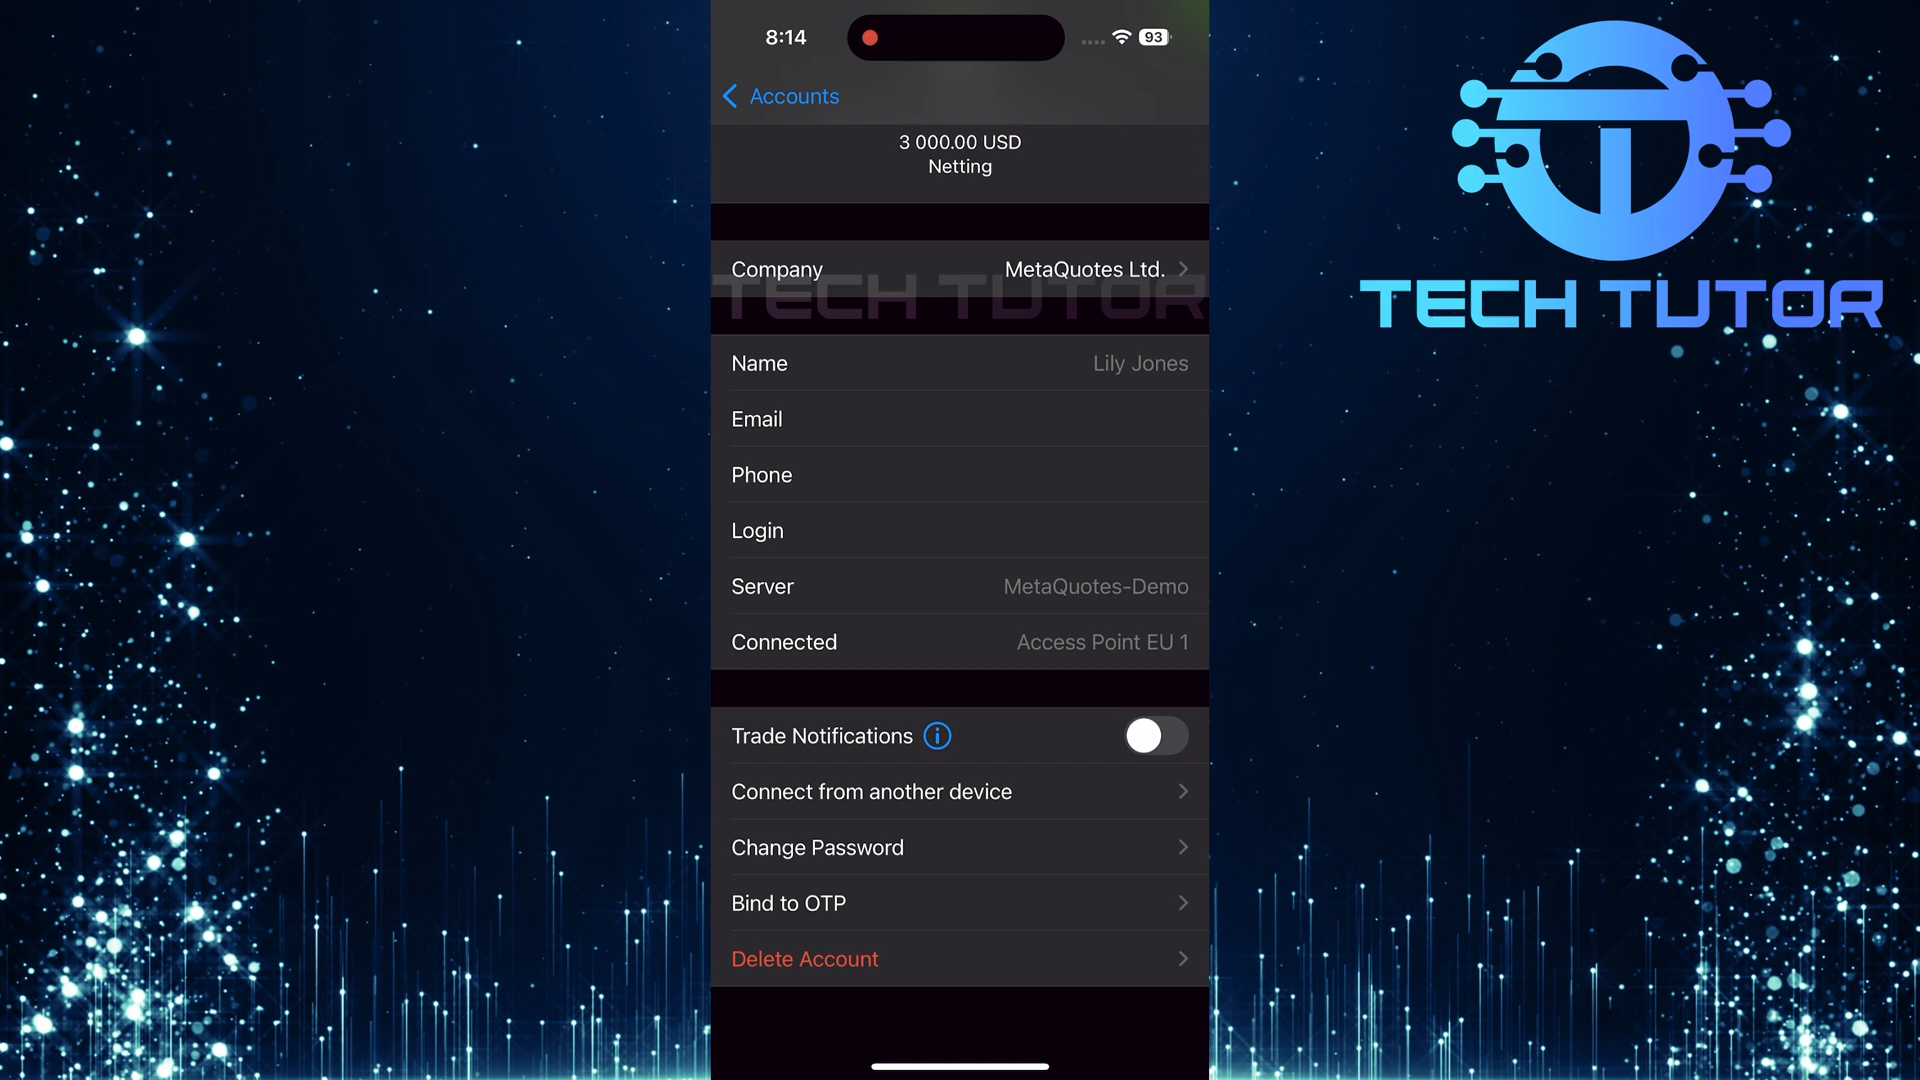 8:14
93
Accounts
3 000.00 USD
Netting
Company MetaQuotes Ltd.
TECH TUTOR
Name Lily Jones
Email
Phone
Login
Server MetaQuotes-Demo
Connected Access Point EU 1
Trade Notifications
Connect from another device
Change Password
Bind to OTP
Delete Account
TECH TUTOR